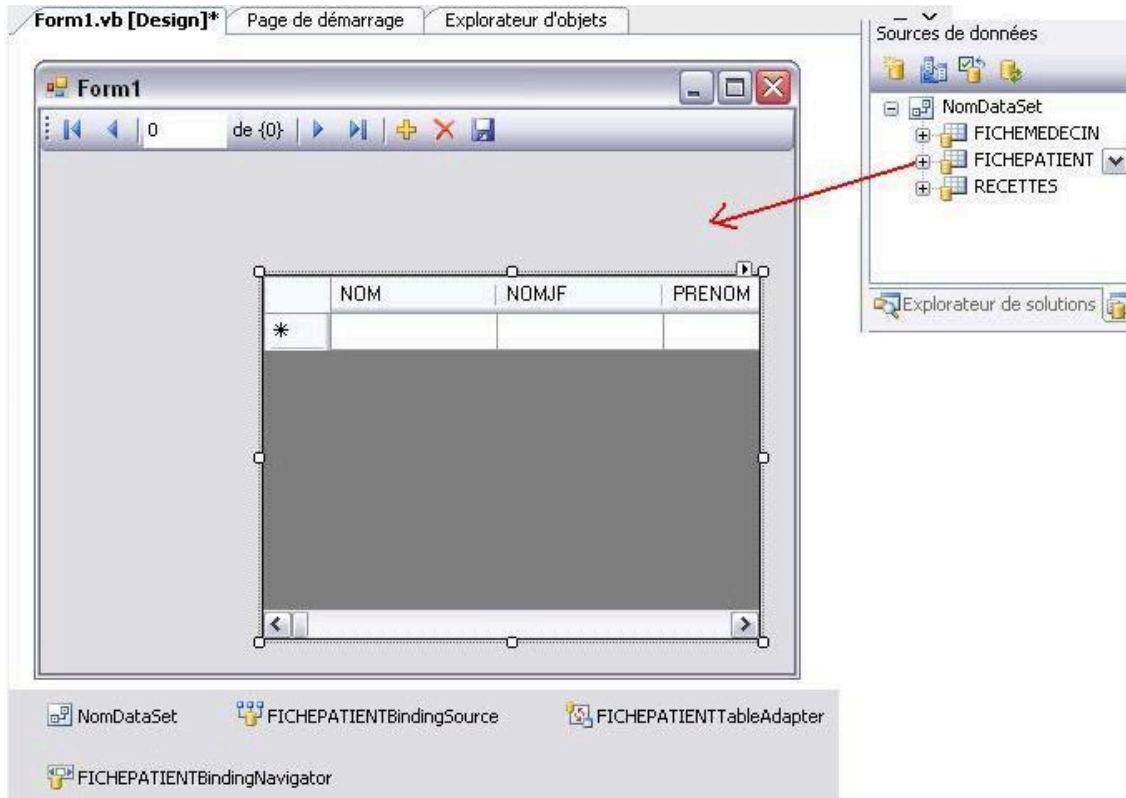 Form1.vb [Design]* Page de démarrage Explorateur d'objets
Sources de données
Form1
0 de {0}
NomDataSet
FICHEMEDECIN
FICHEPATIENT
RECETTES
NOM NOMJF PRENOM
Explorateur de solutions
NomDataSet FICHEPATIENTBindingSource FICHEPATIENTTableAdapter
FICHEPATIENTBindingNavigator